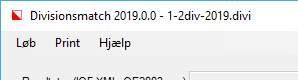 Divisionsmatch 2019.0.0 - 1-2div-2019.divi
Løb Print Hjælp